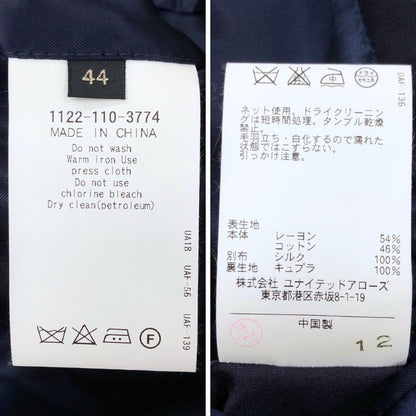 44
1122-110-3774
MADE IN CHINA
Do not wash
Warm iron Use
press cloth
Do not use
chlorine bleach
Dry clean(petroleum)
UA18 UAF-56 UAF-139
F
UAF 136
ドライ
ネット使用。ドライクリーニン
グは短時間処理。タンブル乾燥
禁止。
毛羽立ち・白化するので濡れた
状態ではこすらない。
引っかけ注意。
表生地
本体 レーヨン 54%
コットン 46%
別布 シルク 100%
裏生地 キュプラ 100%
株式会社 ユナイテッドアローズ
東京都港区赤坂8-1-19
中国製
12